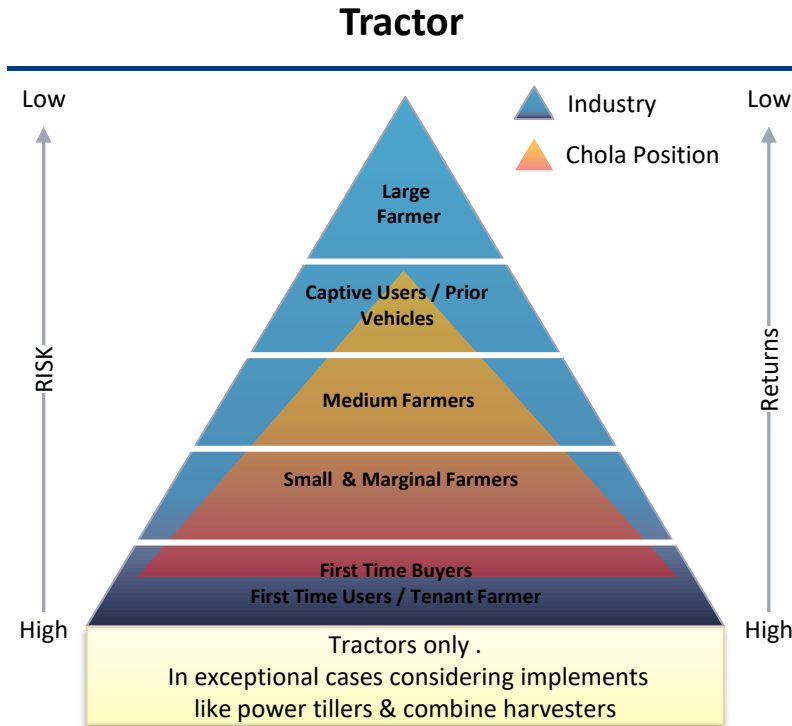 Tractor
Low
Low
Industry
Chola Position
Large
Farmer
Captive Users / Prior
Vehicles
RISK
Returns
Medium Farmers
Small & Marginal Farmers
First Time Buyers
First Time Users / Tenant Farmer
High
High
Tractors only .
In exceptional cases considering implements
like power tillers & combine harvesters